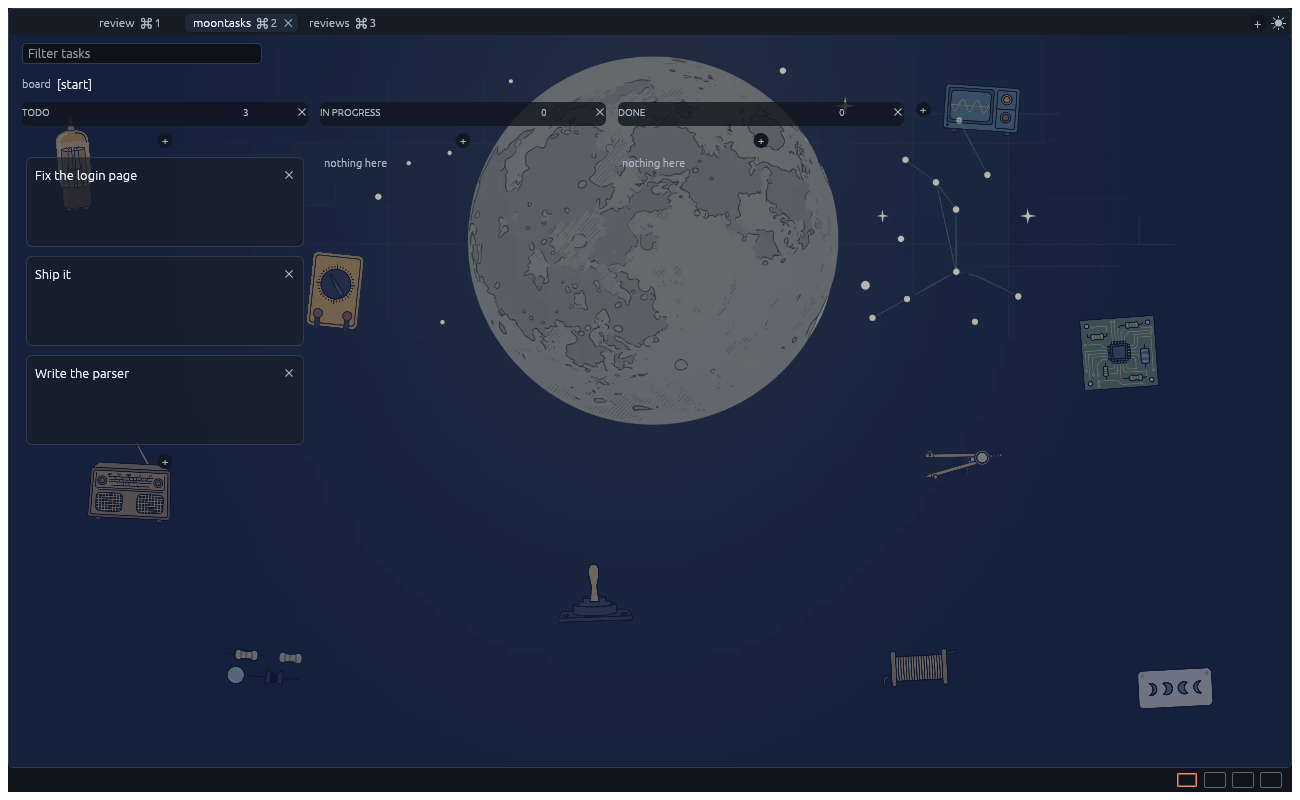 review ⌘1 moontasks ⌘2 × reviews ⌘3 +
Filter tasks
board [start]
TODO 3 × IN PROGRESS 0 × DONE 0 × +
+ + +
nothing here nothing here
Fix the login page ×
Ship it ×
Write the parser ×
+